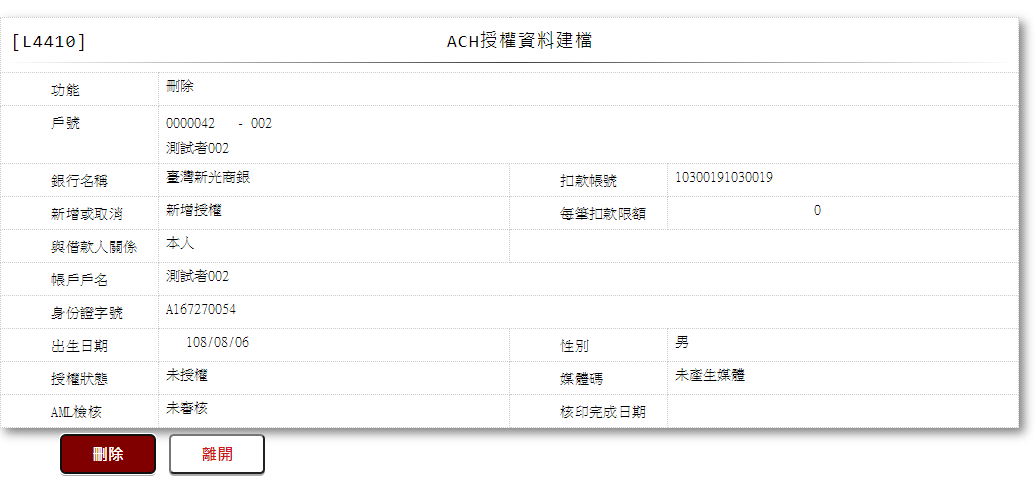 [L4410] ACH授權資料建檔
功能 刪除
戶號 0000042 - 002
測試者002
銀行名稱 臺灣新光商銀 扣款帳號 10300191030019
新增或取消 新增授權 每筆扣款限額 0
與借款人關係 本人
帳戶戶名 測試者002
身份證字號 A167270054
出生日期 108/08/06 性別 男
授權狀態 未授權 媒體碼 未產生媒體
AML檢核 未審核 核印完成日期
刪除 離開